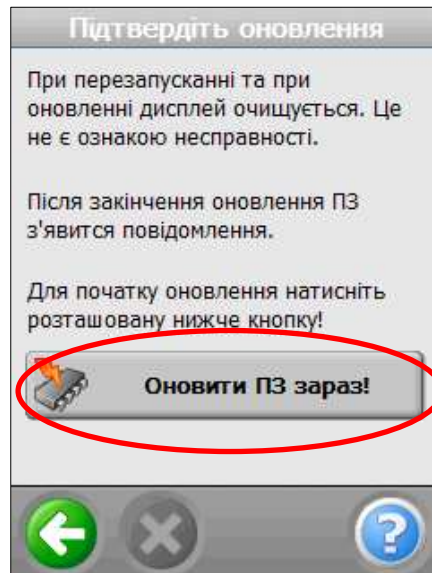 Підтвердіть оновлення
При перезапусканні та при
оновленні дисплей очищується. Це
не є ознакою несправності.
Після закінчення оновлення ПЗ
з'явится повідомлення.
Для початку оновлення натисніть
розташовану нижче кнопку!
Оновити ПЗ зараз!